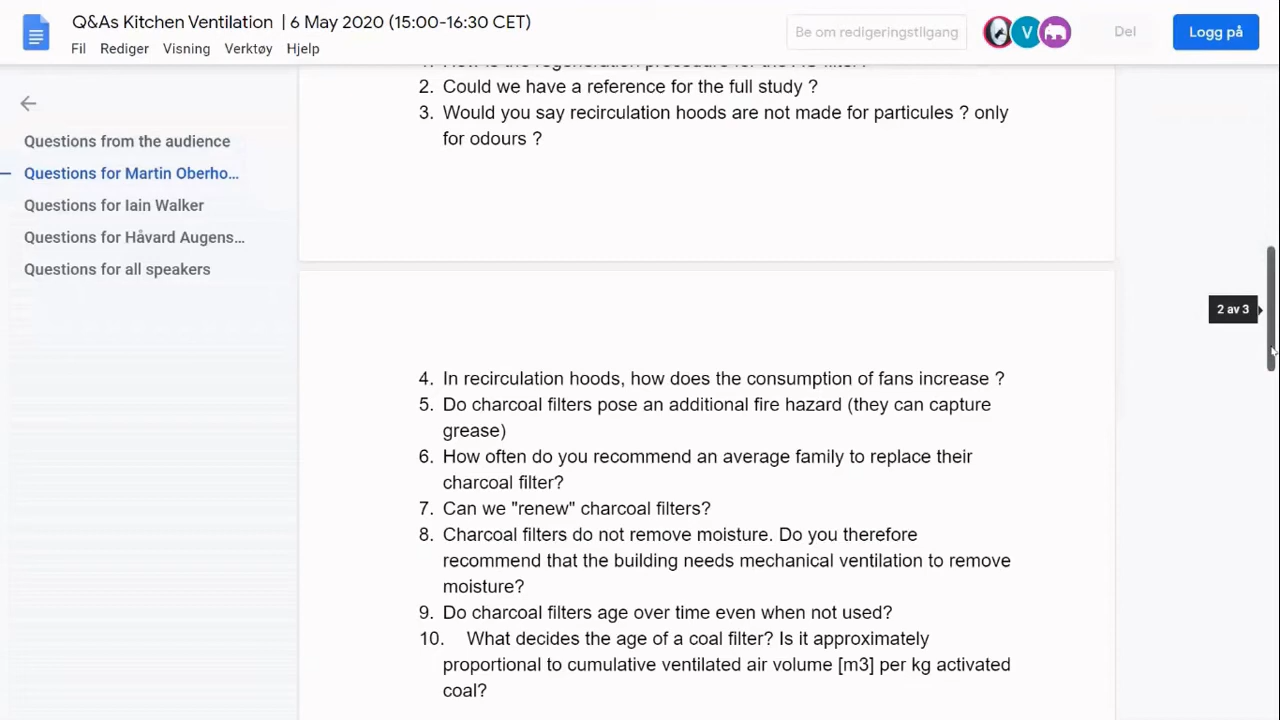 Q&As Kitchen Ventilation | 6 May 2020 (15:00-16:30 CET)
Fil Rediger Visning Verktøy Hjelp
Be om redigeringstilgang
V
Del
Logg på
Questions from the audience
Questions for Martin Oberho...
Questions for Iain Walker
Questions for Håvard Augens...
Questions for all speakers
2. Could we have a reference for the full study ?
3. Would you say recirculation hoods are not made for particules ? only
for odours ?
2 av 3
4. In recirculation hoods, how does the consumption of fans increase ?
5. Do charcoal filters pose an additional fire hazard (they can capture
grease)
6. How often do you recommend an average family to replace their
charcoal filter?
7. Can we "renew" charcoal filters?
8. Charcoal filters do not remove moisture. Do you therefore
recommend that the building needs mechanical ventilation to remove
moisture?
9. Do charcoal filters age over time even when not used?
10. What decides the age of a coal filter? Is it approximately
proportional to cumulative ventilated air volume [m3] per kg activated
coal?